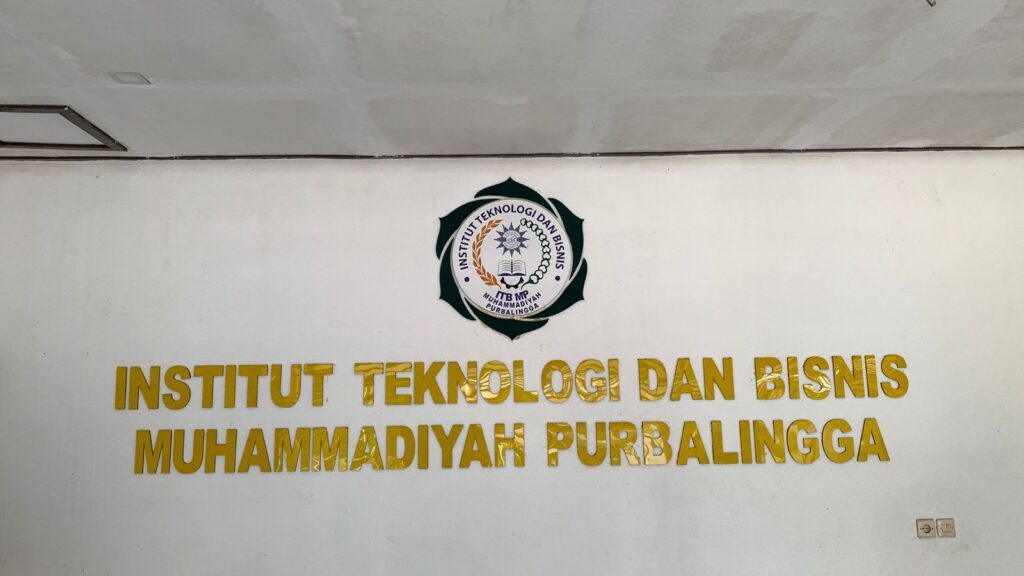 INSTITUT TEKNOLOGI DAN BISNIS
ITB MP
MUHAMMADIYAH
PURBALINGGA
INSTITUT TEKNOLOGI DAN BISNIS
MUHAMMADIYAH PURBALINGGA